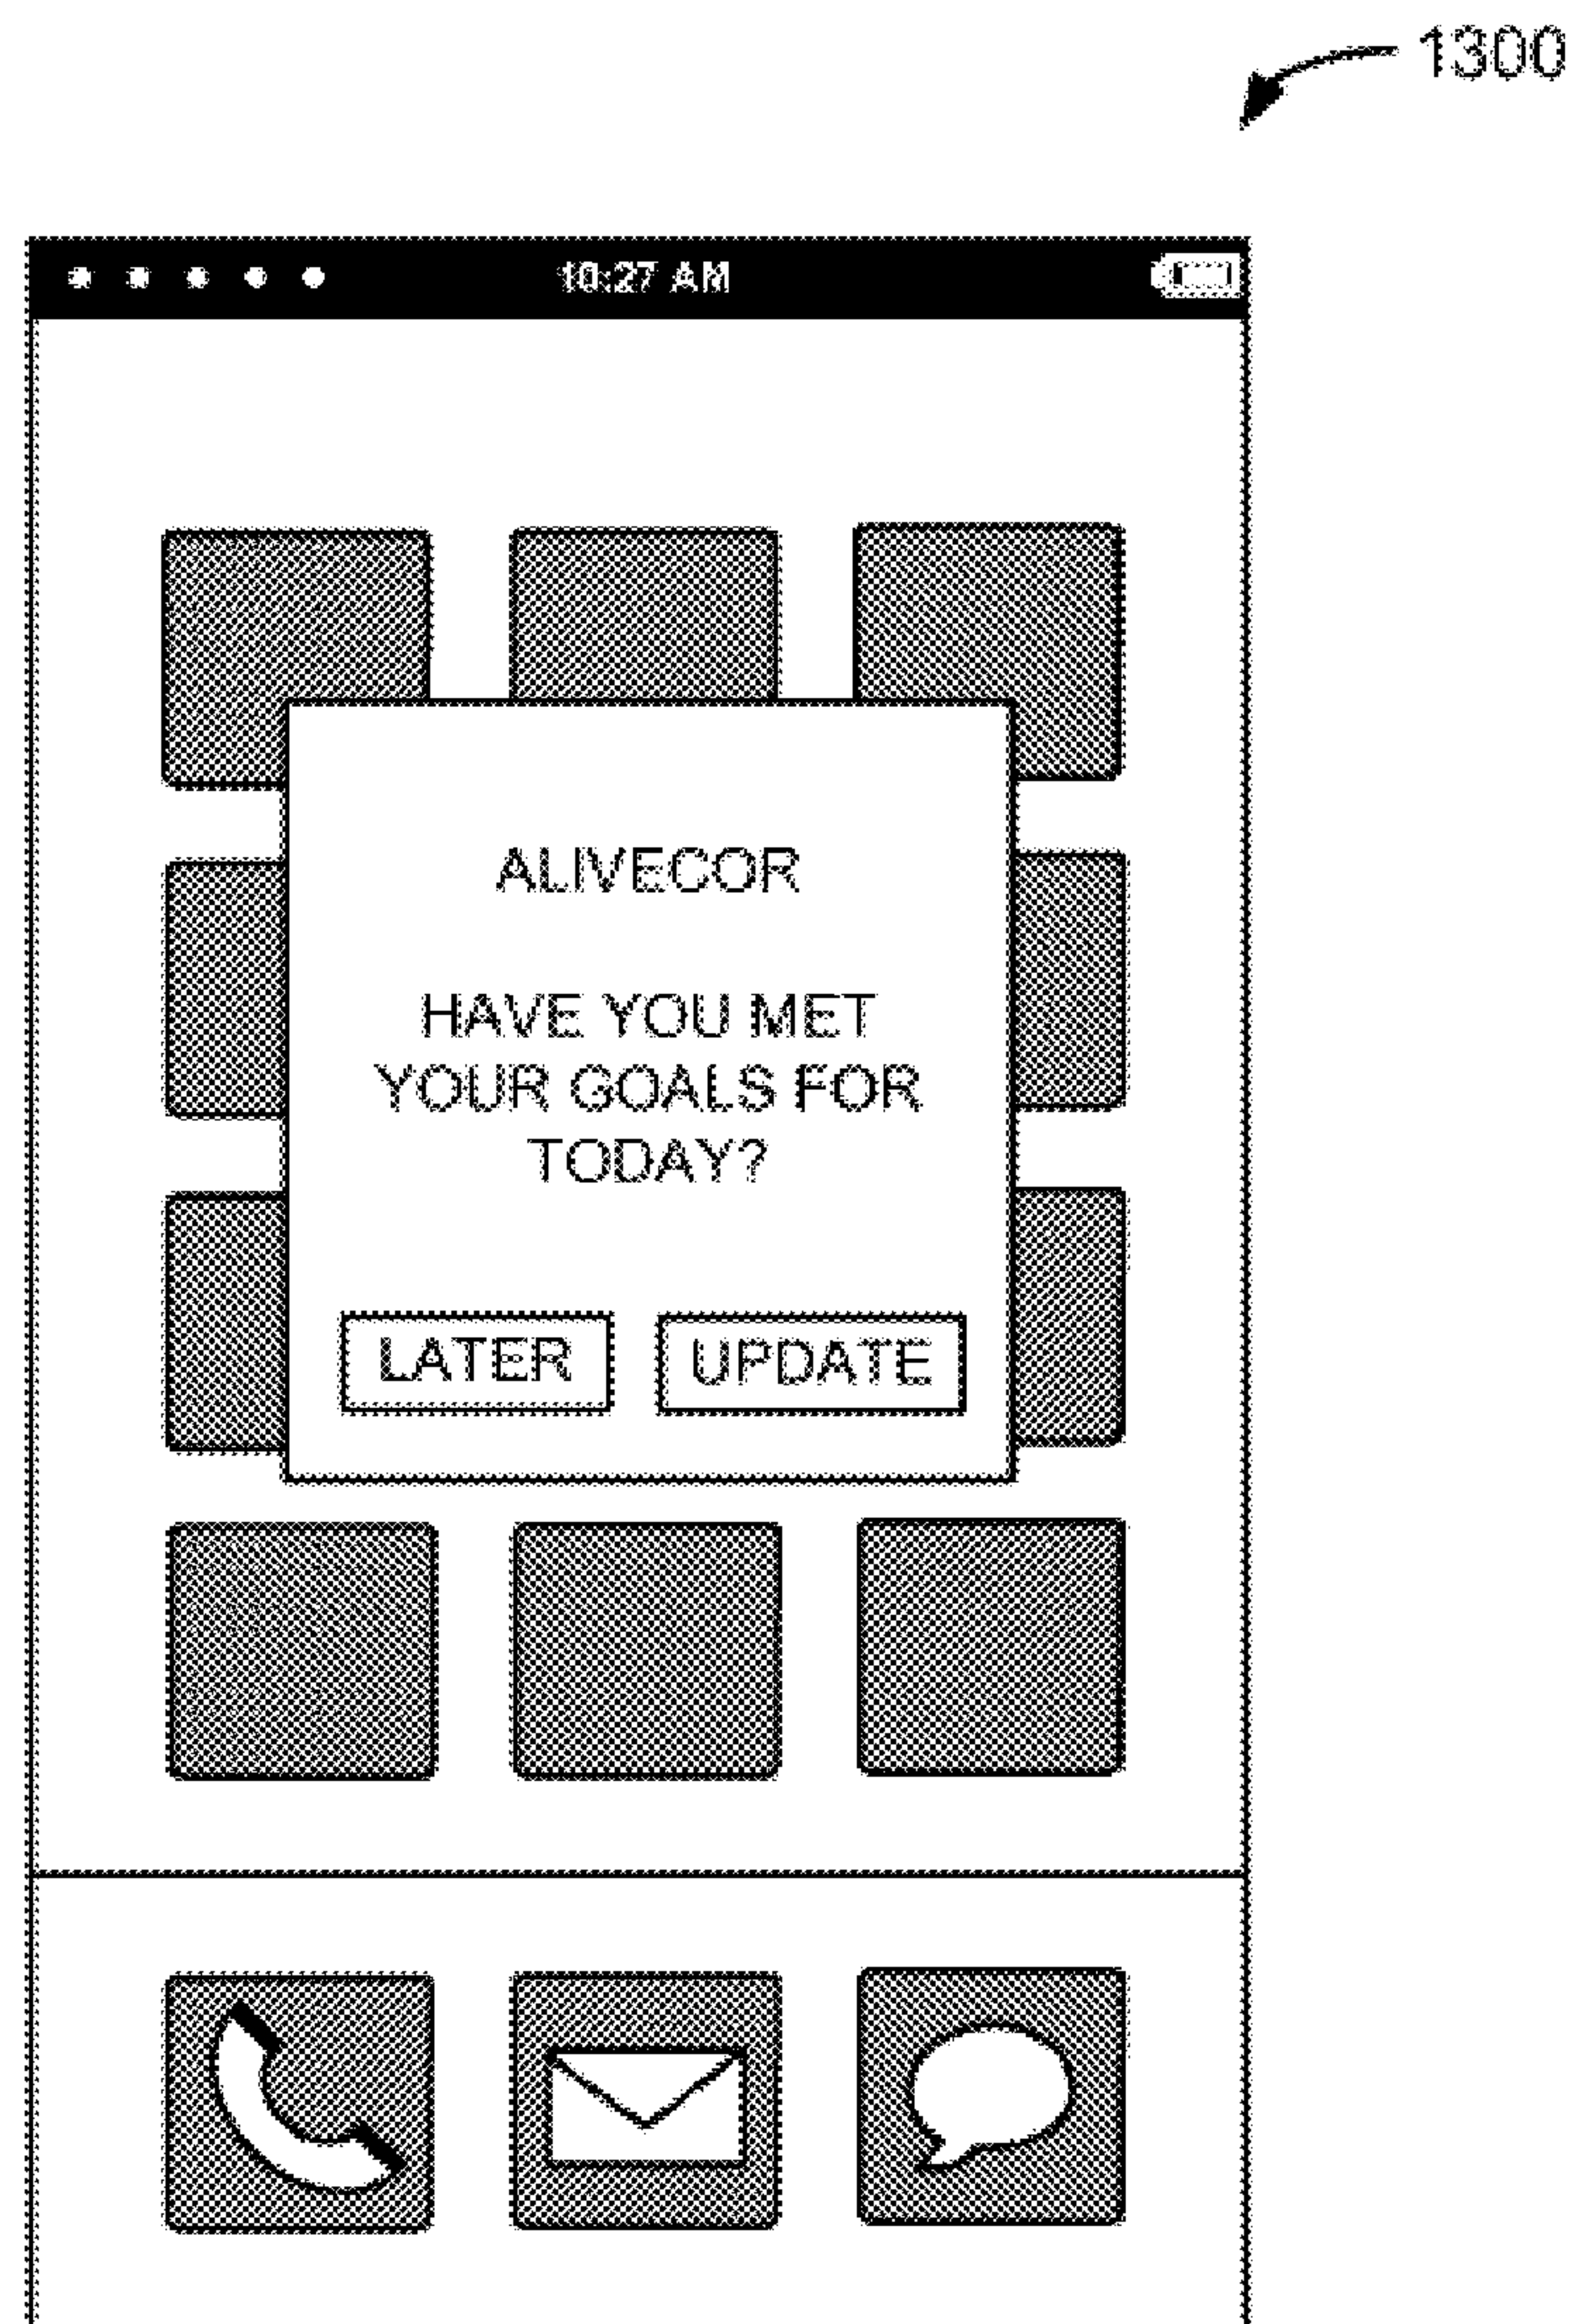 1300
10:27 AM
ALIVECOR
HAVE YOU MET
YOUR GOALS FOR
TODAY?
LATER UPDATE